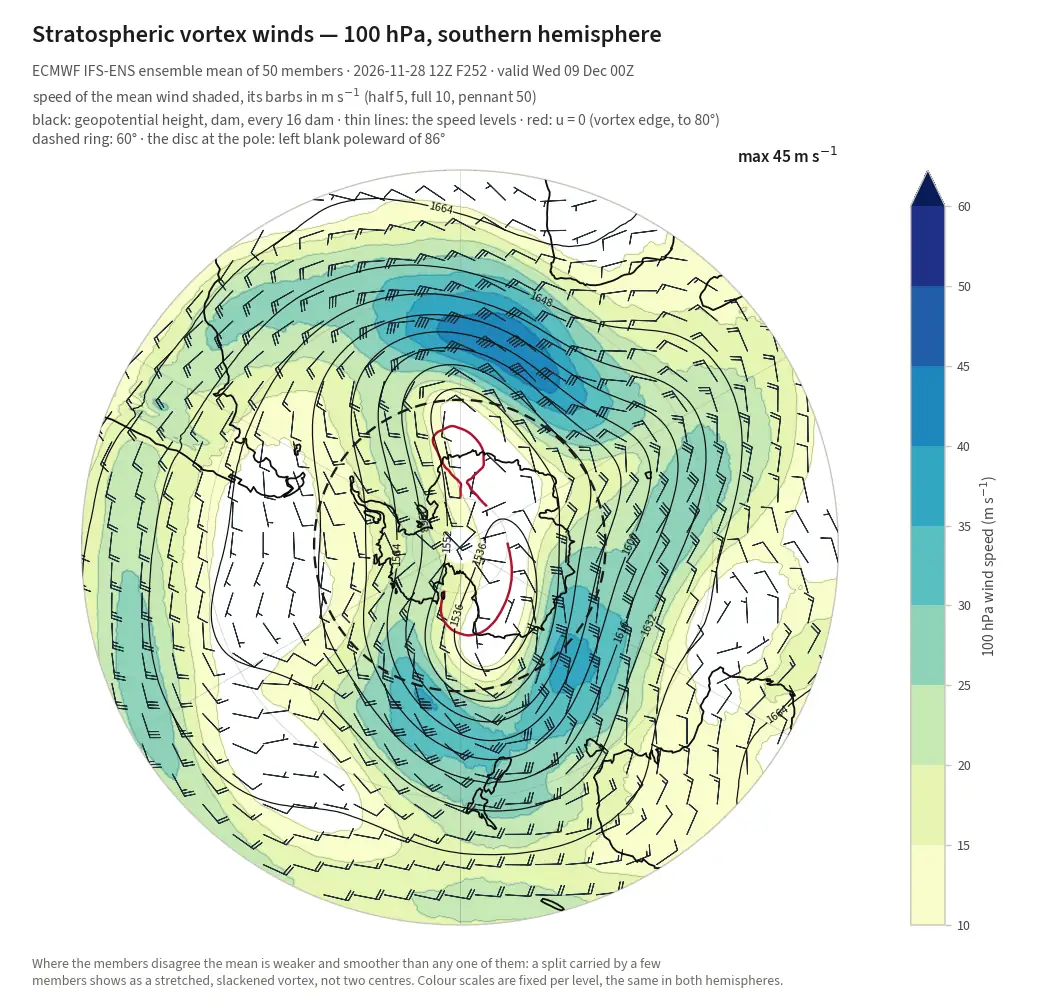 Stratospheric vortex winds — 100 hPa, southern hemisphere
ECMWF IFS-ENS ensemble mean of 50 members · 2026-11-28 12Z F252 · valid Wed 09 Dec 00Z
speed of the mean wind shaded, its barbs in m s⁻¹ (half 5, full 10, pennant 50)
black: geopotential height, dam, every 16 dam · thin lines: the speed levels · red: u = 0 (vortex edge, to 80°)
dashed ring: 60° · the disc at the pole: left blank poleward of 86°
max 45 m s⁻¹
1664
1648
1552
1536
1536
1632
1664
60
50
45
40
35
30
25
20
15
10
100 hPa wind speed (m s⁻¹)
Where the members disagree the mean is weaker and smoother than any one of them: a split carried by a few
members shows as a stretched, slackened vortex, not two centres. Colour scales are fixed per level, the same in both hemispheres.